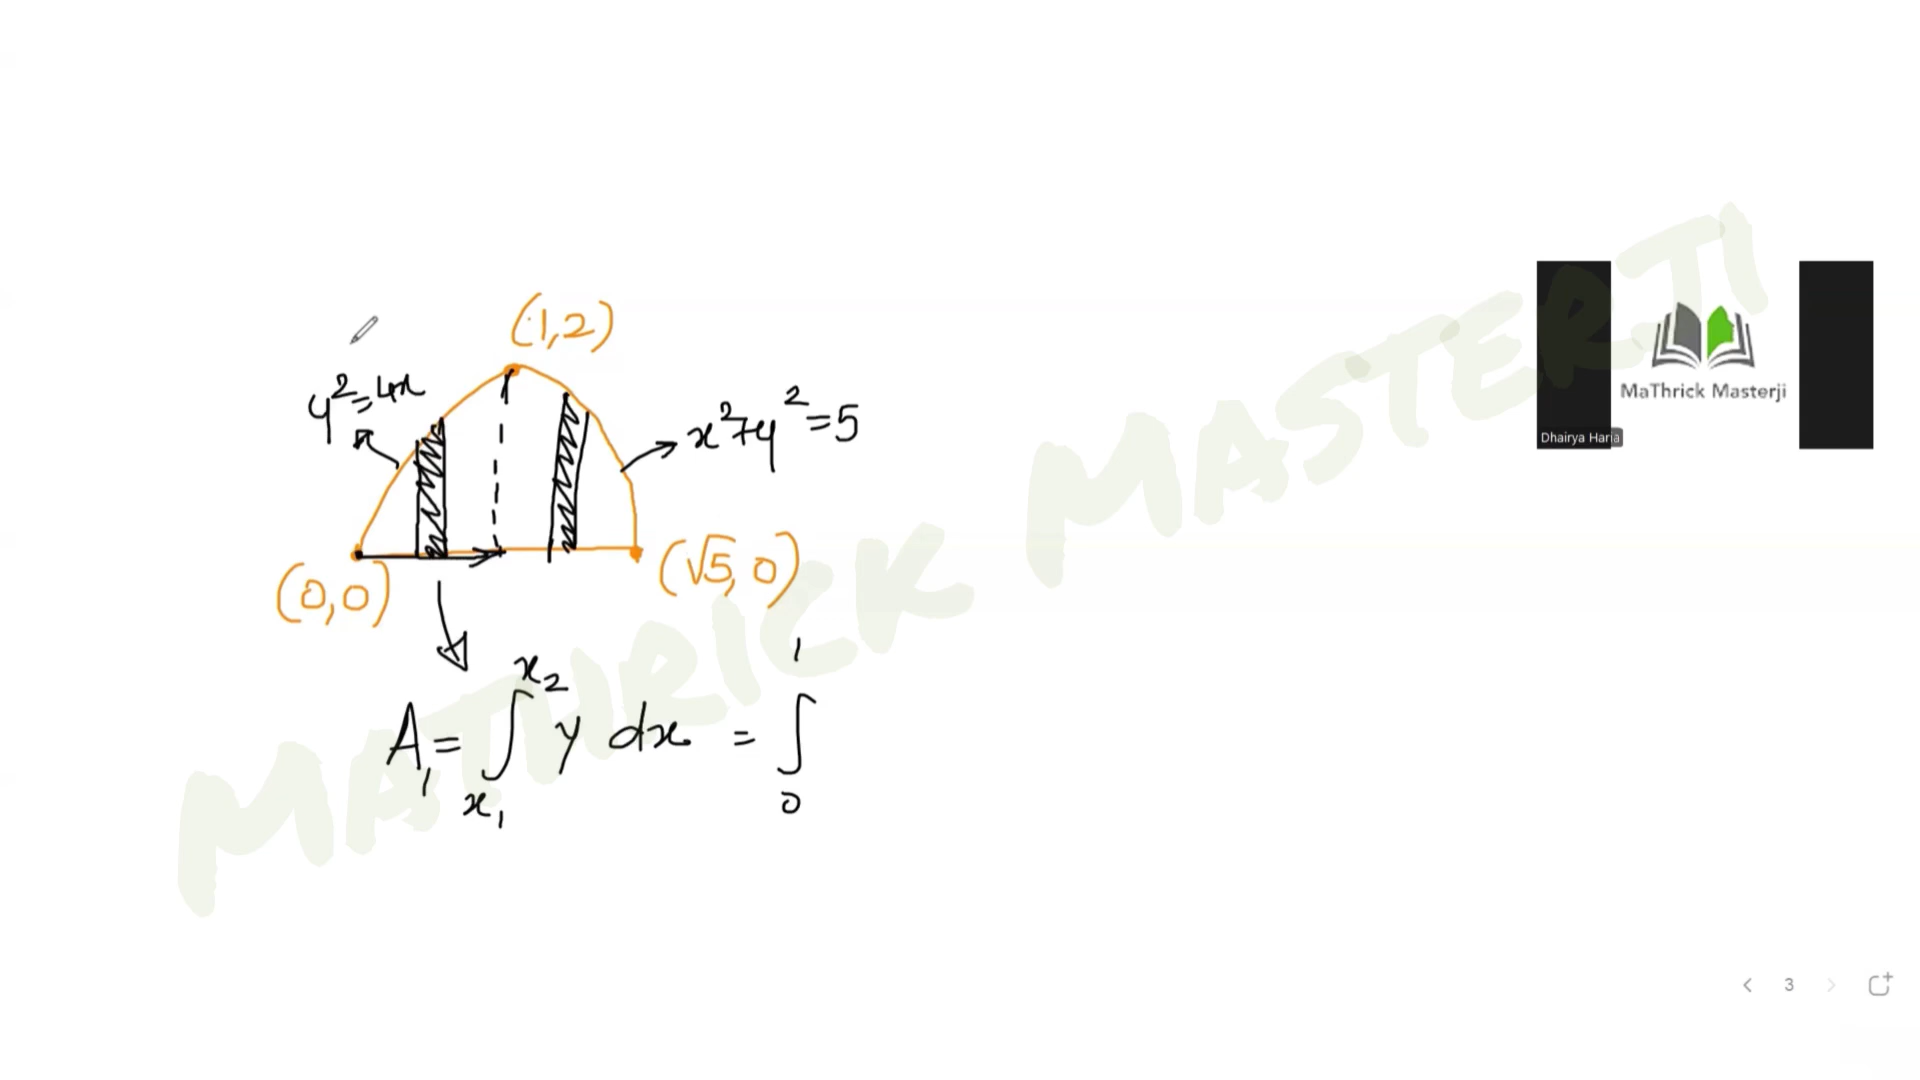 (1,2)
y²=4x
x²+y²=5
(0,0)
(√5,0)
A₁ = ∫_{x₁}^{x₂} y dx = ∫_{0}^{1}
MATHRICK MASTERJI
MaThrick Masterji
Dhairya Haria
3